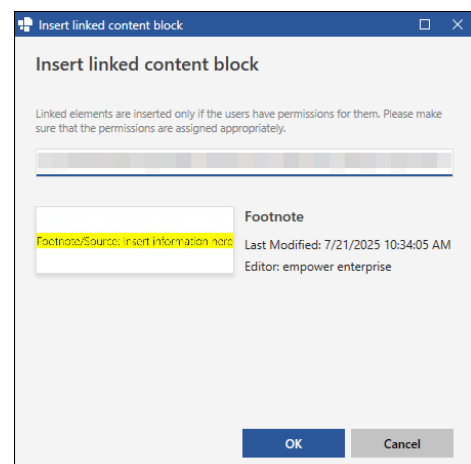 Insert linked content block
Insert linked content block
Linked elements are inserted only if the users have permissions for them. Please make
sure that the permissions are assigned appropriately.
Footnote
Footnote/Source: Insert information here
Last Modified: 7/21/2025 10:34:05 AM
Editor: empower enterprise
OK
Cancel